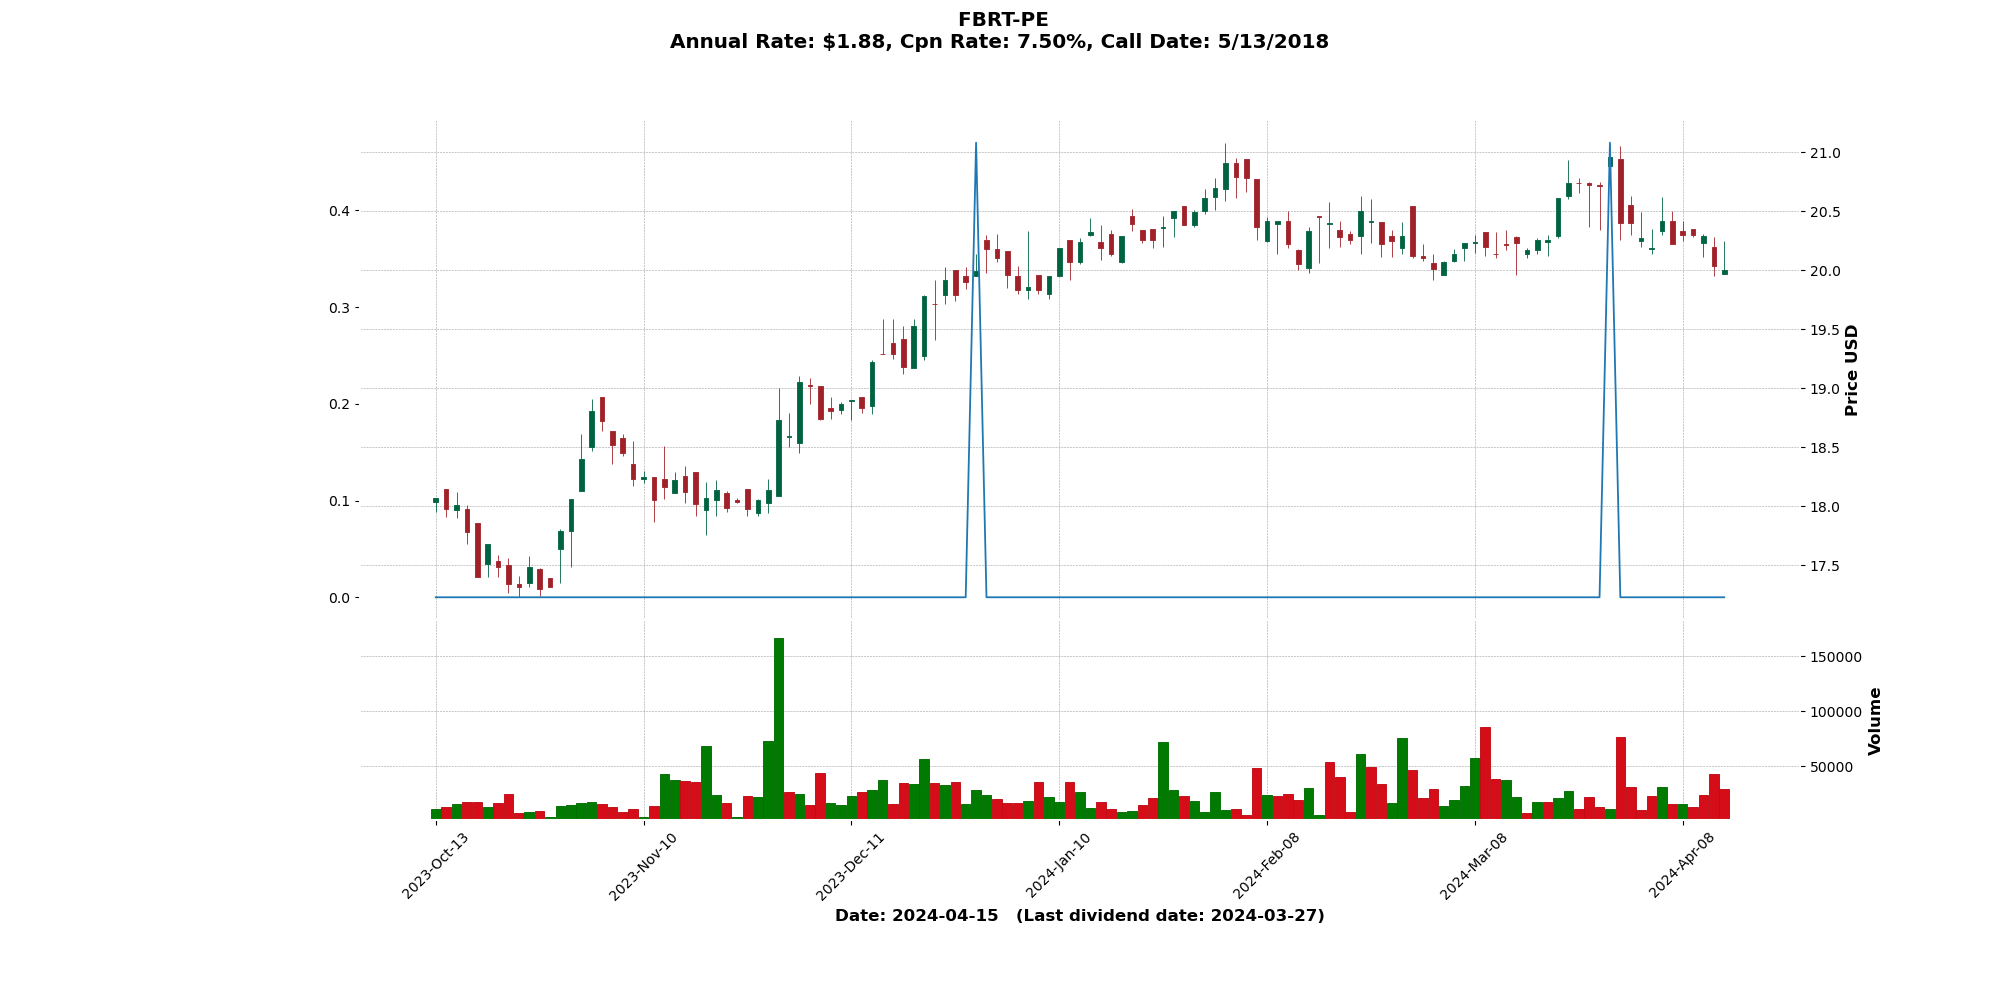 FBRT-PE
Annual Rate: $1.88, Cpn Rate: 7.50%, Call Date: 5/13/2018
0.4
0.3
0.2
0.1
0.0
21.0
20.5
20.0
19.5
19.0
18.5
18.0
17.5
Price USD
150000
100000
50000
Volume
2023-Oct-13
2023-Nov-10
2023-Dec-11
2024-Jan-10
2024-Feb-08
2024-Mar-08
2024-Apr-08
Date: 2024-04-15 (Last dividend date: 2024-03-27)